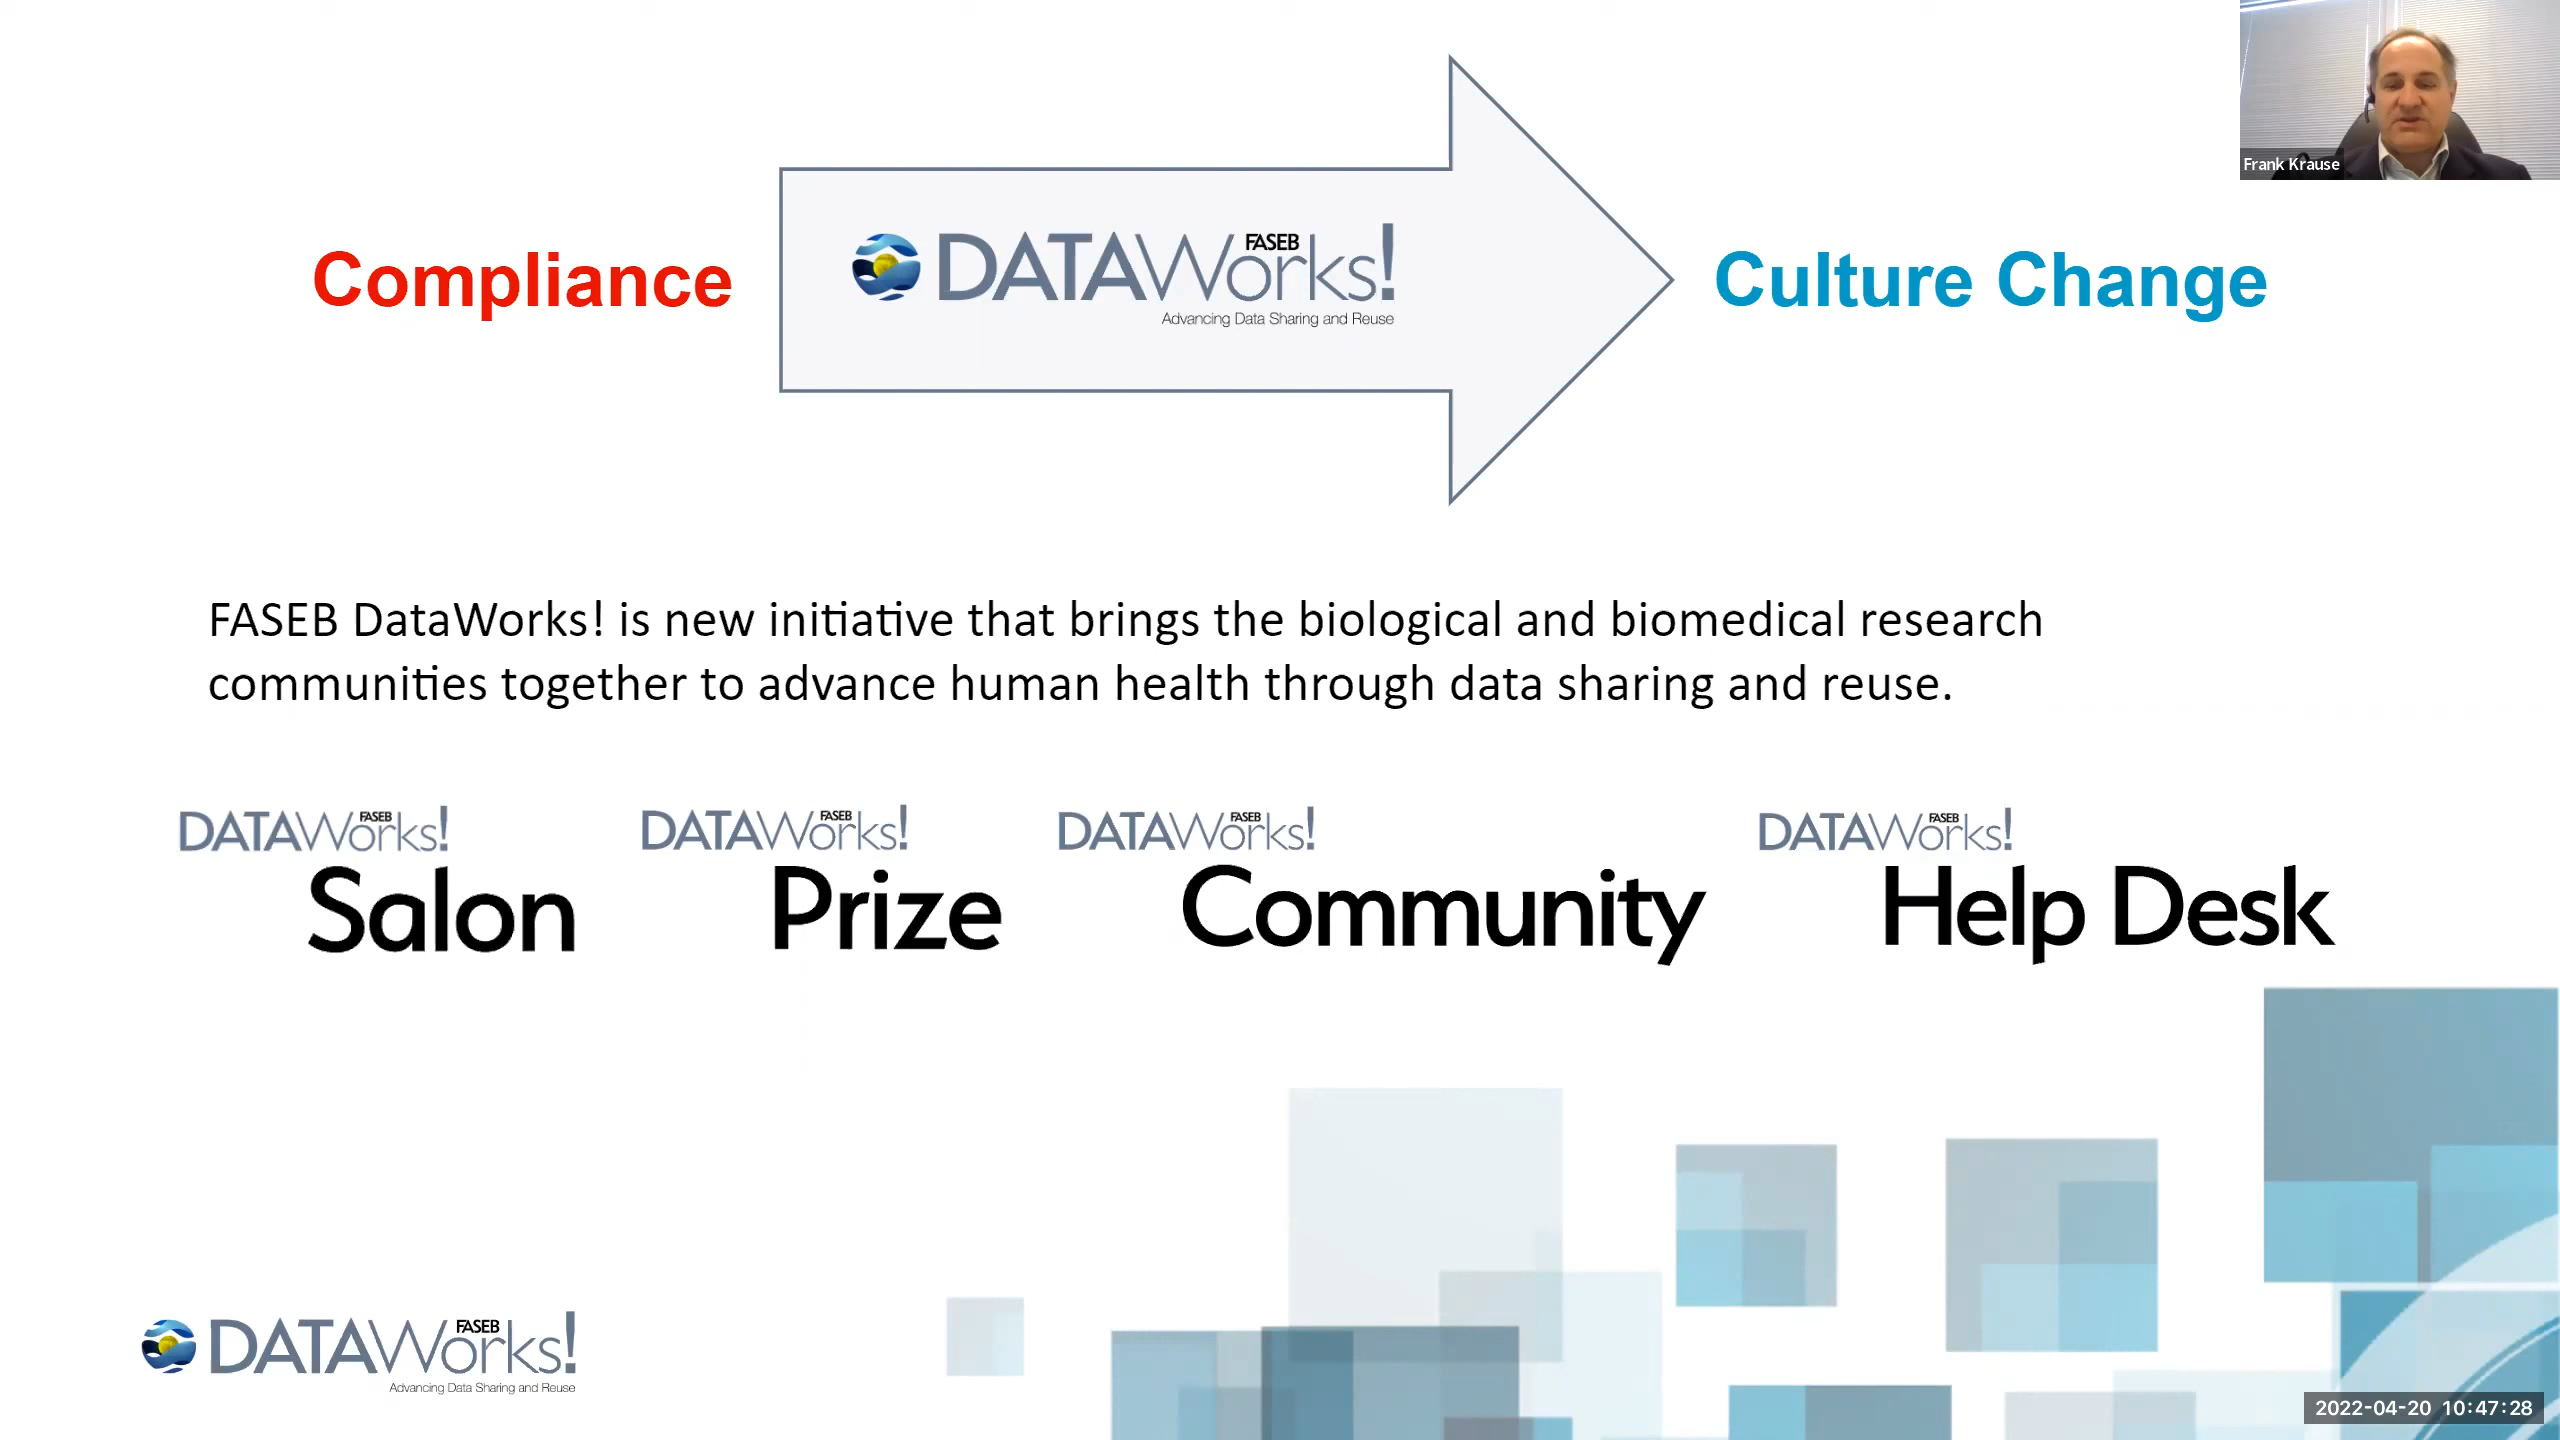 Frank Krause
Compliance
FASEB
DATAWorks!
Advancing Data Sharing and Reuse
Culture Change
FASEB DataWorks! is new initiative that brings the biological and biomedical research
communities together to advance human health through data sharing and reuse.
FASEB
DATAWorks!
Salon
FASEB
DATAWorks!
Prize
FASEB
DATAWorks!
Community
FASEB
DATAWorks!
Help Desk
FASEB
DATAWorks!
Advancing Data Sharing and Reuse
2022-04-20 10:47:28